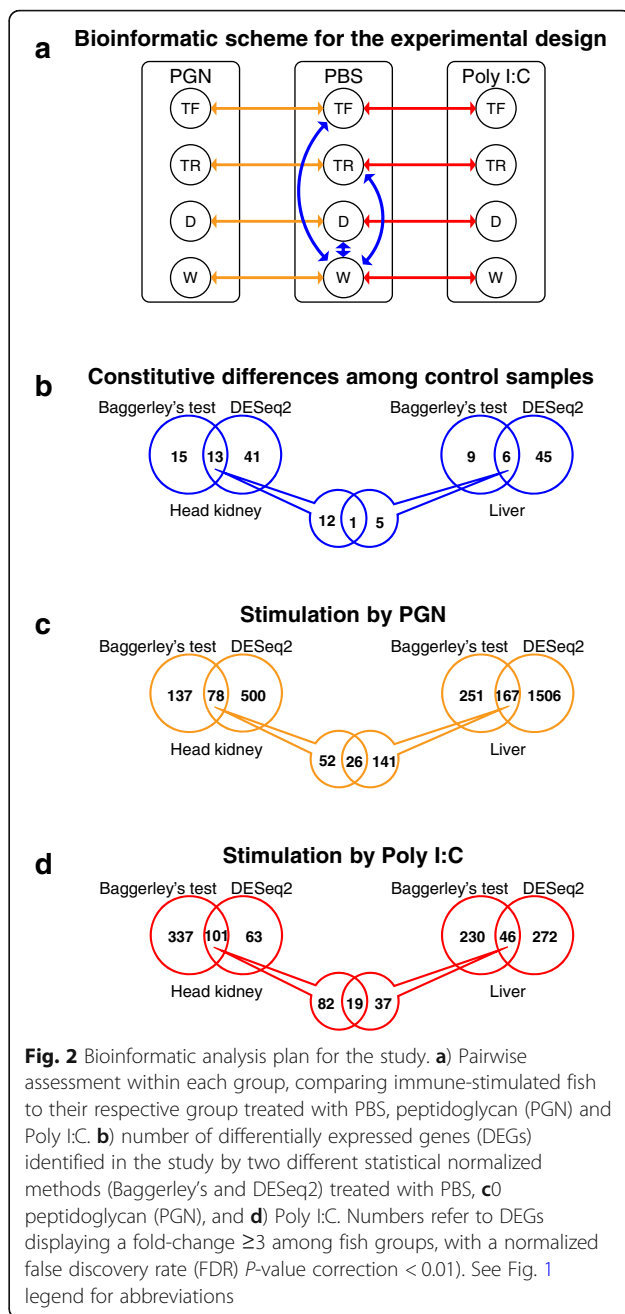 a Bioinformatic scheme for the experimental design
PGN PBS Poly I:C
TF TF TF
TR TR TR
D D D
W W W
b Constitutive differences among control samples
Baggerley's test DESeq2 Baggerley's test DESeq2
15 13 41 9 6 45
Head kidney 12 1 5 Liver
c Stimulation by PGN
Baggerley's test DESeq2 Baggerley's test DESeq2
137 78 500 251 167 1506
Head kidney Liver
52 26 141
d Stimulation by Poly I:C
Baggerley's test DESeq2 Baggerley's test DESeq2
337 101 63 230 46 272
Head kidney Liver
82 19 37
Fig. 2 Bioinformatic analysis plan for the study. a) Pairwise
assessment within each group, comparing immune-stimulated fish
to their respective group treated with PBS, peptidoglycan (PGN) and
Poly I:C. b) number of differentially expressed genes (DEGs)
identified in the study by two different statistical normalized
methods (Baggerley's and DESeq2) treated with PBS, c0
peptidoglycan (PGN), and d) Poly I:C. Numbers refer to DEGs
displaying a fold-change ≥3 among fish groups, with a normalized
false discovery rate (FDR) P-value correction < 0.01). See Fig. 1
legend for abbreviations